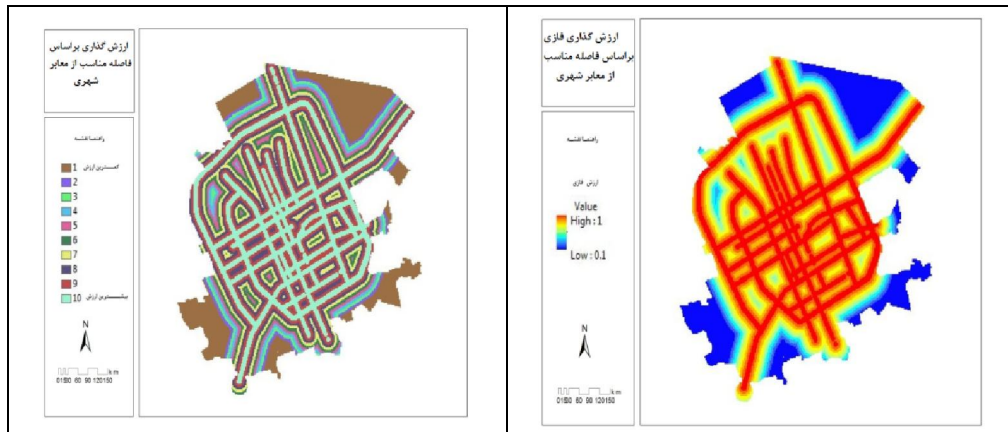 ارزش گذاری براساس
فاصله مناسب از معابر
شهری
راهنما نقشه
1 کمترین ارزش
2
3
4
5
6
7
8
9
10 بیشترین ارزش
N
km
ارزش گذاری فازی
براساس فاصله مناسب
از معابر شهری
راهنما نقشه
ارزش فازی
Value
High : 1
Low : 0.1
N
km